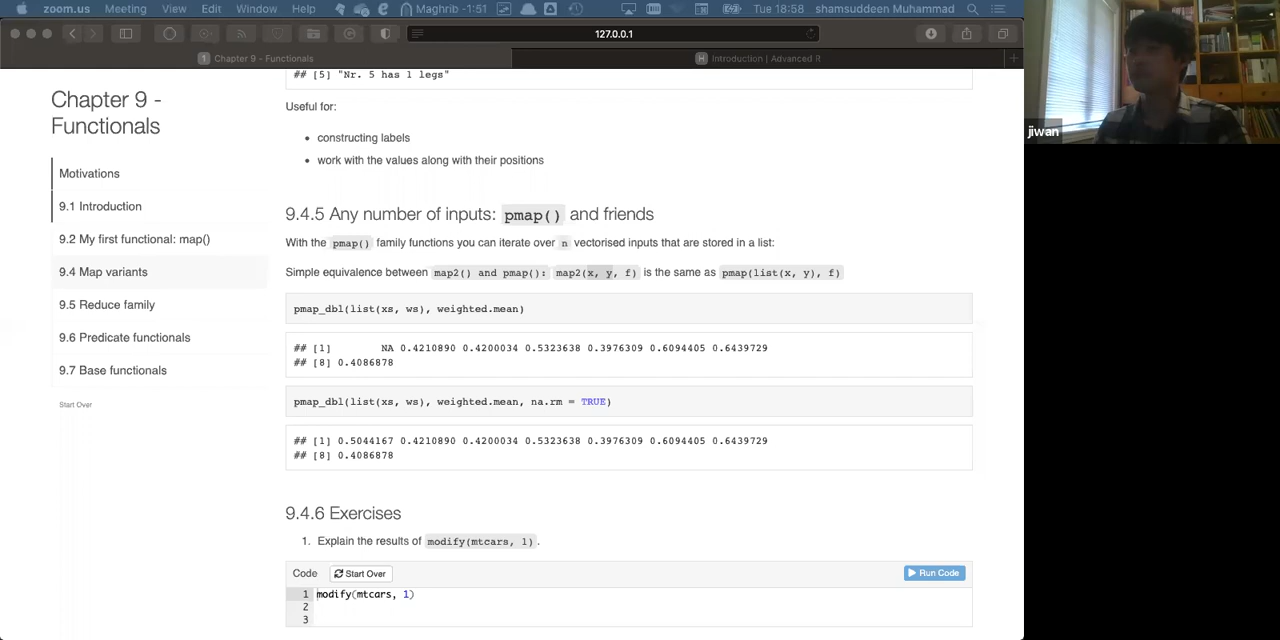 zoom.us Meeting View Edit Window Help Maghrib -1:51 Tue 18:58 shamsuddeen Muhammad
127.0.0.1
1 Chapter 9 - Functionals
H Introduction | Advanced R
## [5] "Nr. 5 has 1 legs"
Chapter 9 -
Functionals
Motivations
9.1 Introduction
9.2 My first functional: map()
9.4 Map variants
9.5 Reduce family
9.6 Predicate functionals
9.7 Base functionals
Start Over
Useful for:
• constructing labels
• work with the values along with their positions
9.4.5 Any number of inputs: pmap() and friends
With the pmap() family functions you can iterate over n vectorised inputs that are stored in a list:
Simple equivalence between map2() and pmap(): map2(x, y, f) is the same as pmap(list(x, y), f)
pmap_dbl(list(xs, ws), weighted.mean)
## [1] NA 0.4210890 0.4200034 0.5323638 0.3976309 0.6094405 0.6439729
## [8] 0.4086878
pmap_dbl(list(xs, ws), weighted.mean, na.rm = TRUE)
## [1] 0.5044167 0.4210890 0.4200034 0.5323638 0.3976309 0.6094405 0.6439729
## [8] 0.4086878
9.4.6 Exercises
1. Explain the results of modify(mtcars, 1).
Code Start Over Run Code
1 modify(mtcars, 1)
2
3
jiwan